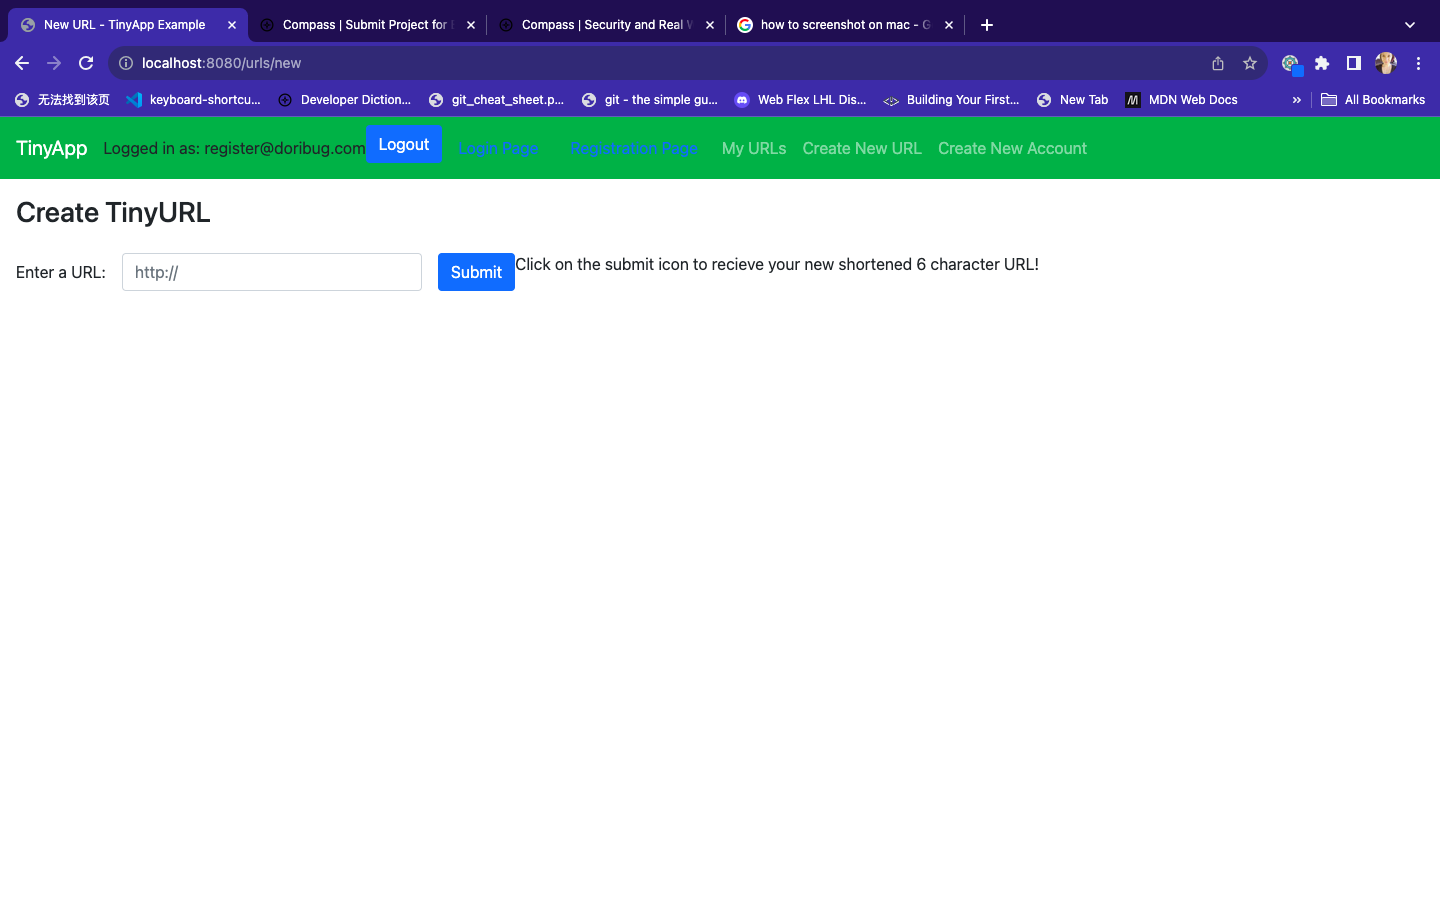 New URL - TinyApp Example
Compass | Submit Project for
Compass | Security and Real
how to screenshot on mac - G
localhost:8080/urls/new
无法找到该页 keyboard-shortcu... Developer Diction... git_cheat_sheet.p... git - the simple gu... Web Flex LHL Dis... Building Your First... New Tab MDN Web Docs » All Bookmarks
TinyApp Logged in as: register@doribug.com Logout Login Page Registration Page My URLs Create New URL Create New Account
Create TinyURL
Enter a URL: http:// Submit Click on the submit icon to recieve your new shortened 6 character URL!